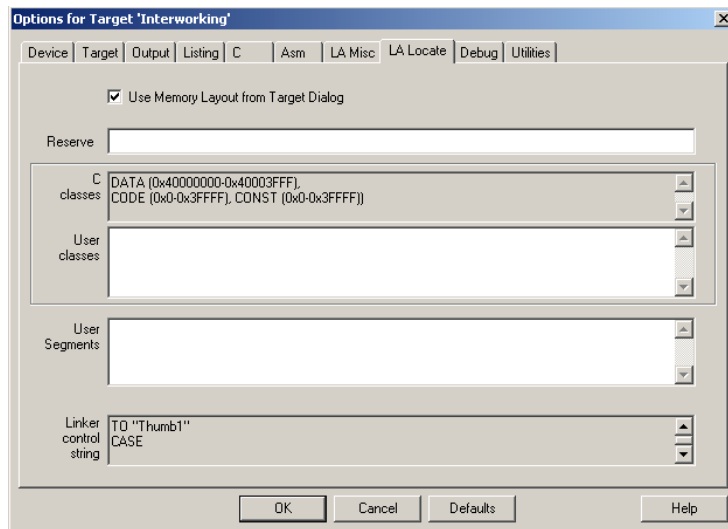 Options for Target 'Interworking'
Device Target Output Listing C Asm LA Misc LA Locate Debug Utilities
Use Memory Layout from Target Dialog
Reserve
C classes
DATA (0x40000000-0x40003FFF),
CODE (0x0-0x3FFFF), CONST (0x0-0x3FFFF))
User classes
User Segments
Linker control string
TO "Thumb1"
CASE
OK Cancel Defaults Help